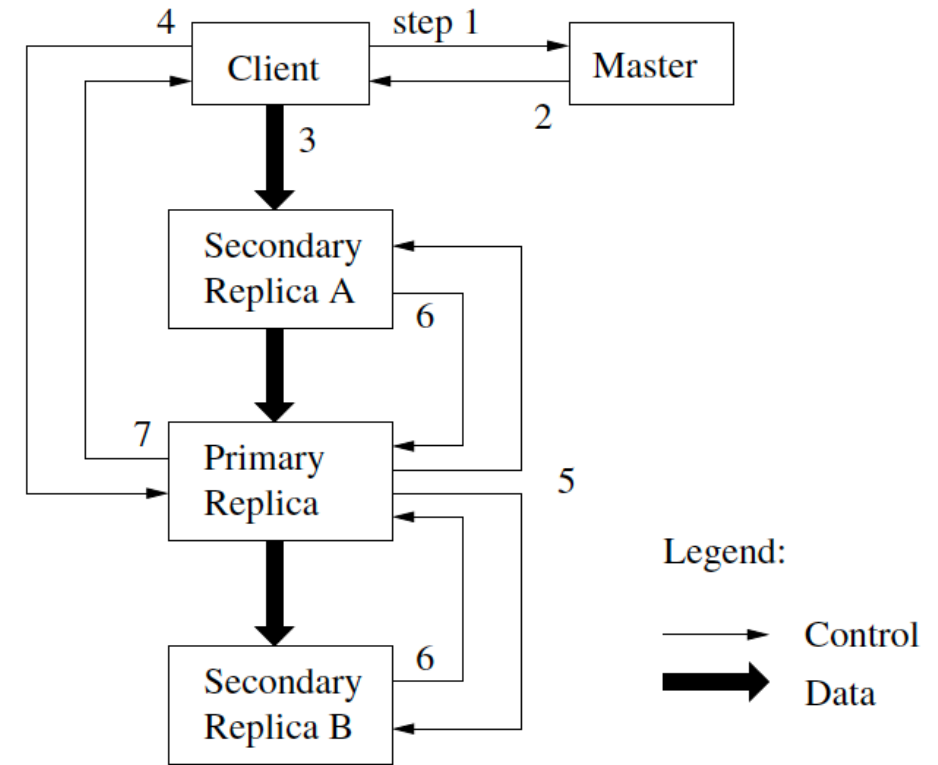 4
step 1
Client
Master
2
3
Secondary
Replica A
6
7
Primary
Replica
5
Legend:
Control
6
Secondary
Replica B
Data